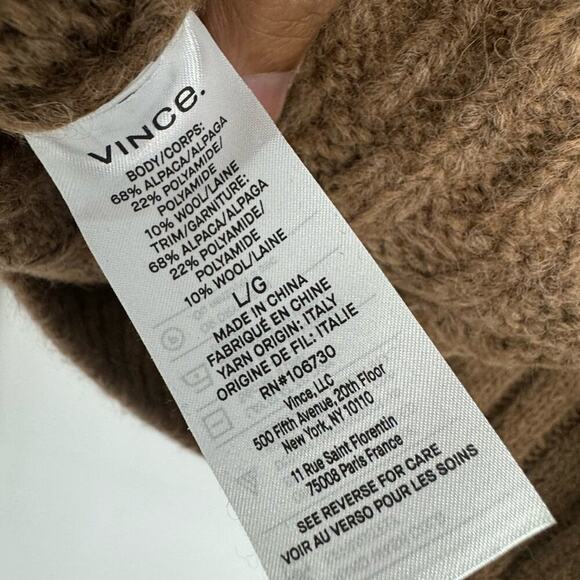 VINCE.
BODY/CORPS:
68% ALPACA/ALPAGA
22% POLYAMIDE/
POLYAMIDE
10% WOOL/LAINE
TRIM/GARNITURE:
68% ALPACA/ALPAGA
22% POLYAMIDE/
POLYAMIDE
10% WOOL/LAINE
L/G
MADE IN CHINA
FABRIQUÉ EN CHINE
YARN ORIGIN: ITALY
ORIGINE DE FIL: ITALIE
RN#106730
Vince, LLC
500 Fifth Avenue, 20th Floor
New York, NY 10110
11 Rue Saint Florentin
75008 Paris France
SEE REVERSE FOR CARE
VOIR AU VERSO POUR LES SOINS